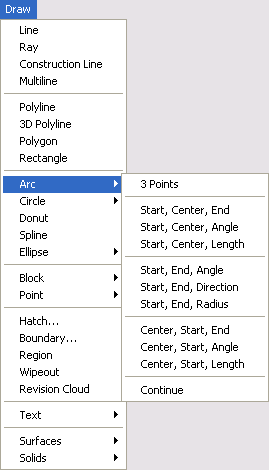 Draw
Line
Ray
Construction Line
Multiline
Polyline
3D Polyline
Polygon
Rectangle
Arc
Circle
Donut
Spline
Ellipse
Block
Point
Hatch...
Boundary...
Region
Wipeout
Revision Cloud
Text
Surfaces
Solids
3 Points
Start, Center, End
Start, Center, Angle
Start, Center, Length
Start, End, Angle
Start, End, Direction
Start, End, Radius
Center, Start, End
Center, Start, Angle
Center, Start, Length
Continue